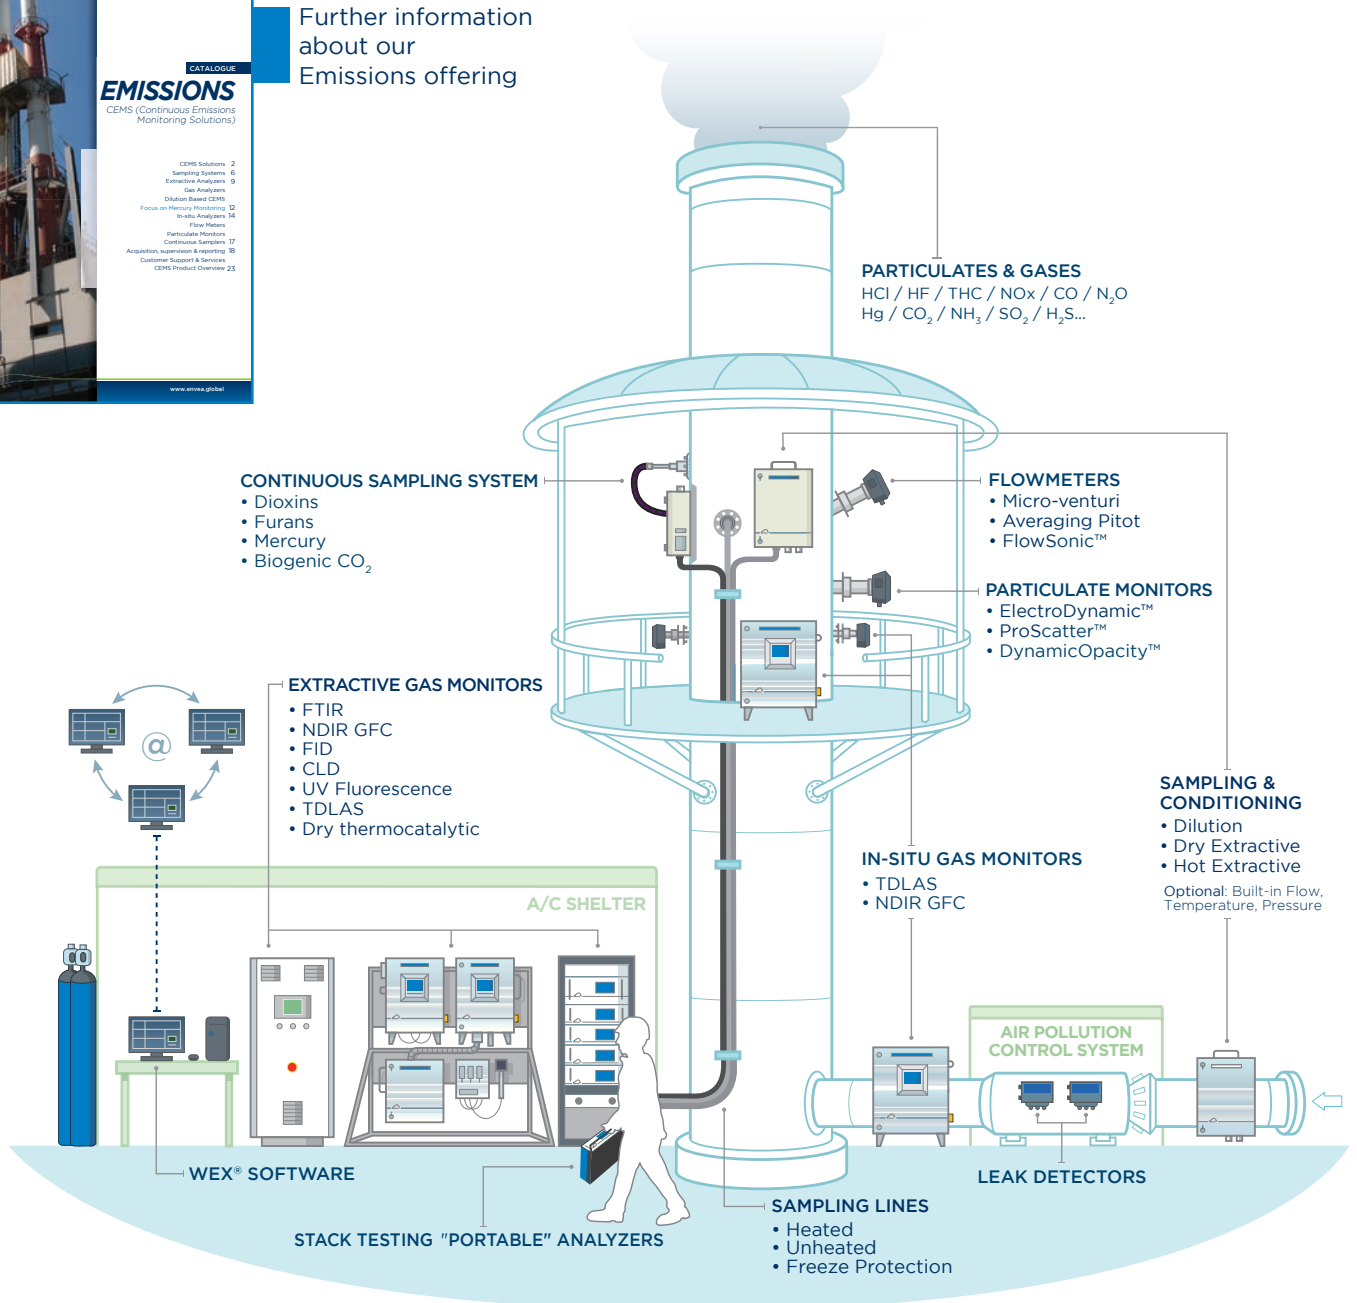 Further information
about our
Emissions offering
CATALOGUE
EMISSIONS
CEMS (Continuous Emissions
Monitoring Solutions)
CEMS Solutions 2
Sampling Systems 6
Extractive Analyzers 9
Gas Analyzers
Dilution Based CEMS
Focus on Mercury Monitoring 12
In-situ Analyzers 14
Flow Meters
Particulate Monitors
Continuous Samplers 17
Acquisition, supervision & reporting 18
Customer Support & Services
CEMS Product Overview 23
www.envea.global
PARTICULATES & GASES
HCl / HF / THC / NOx / CO / N₂O
Hg / CO₂ / NH₃ / SO₂ / H₂S...
CONTINUOUS SAMPLING SYSTEM
• Dioxins
• Furans
• Mercury
• Biogenic CO₂
FLOWMETERS
• Micro-venturi
• Averaging Pitot
• FlowSonic™
PARTICULATE MONITORS
• ElectroDynamic™
• ProScatter™
• DynamicOpacity™
EXTRACTIVE GAS MONITORS
• FTIR
• NDIR GFC
• FID
• CLD
• UV Fluorescence
• TDLAS
• Dry thermocatalytic
@
SAMPLING &
CONDITIONING
• Dilution
• Dry Extractive
• Hot Extractive
Optional: Built-in Flow,
Temperature, Pressure
IN-SITU GAS MONITORS
• TDLAS
• NDIR GFC
A/C SHELTER
AIR POLLUTION
CONTROL SYSTEM
WEX® SOFTWARE
LEAK DETECTORS
STACK TESTING "PORTABLE" ANALYZERS
SAMPLING LINES
• Heated
• Unheated
• Freeze Protection